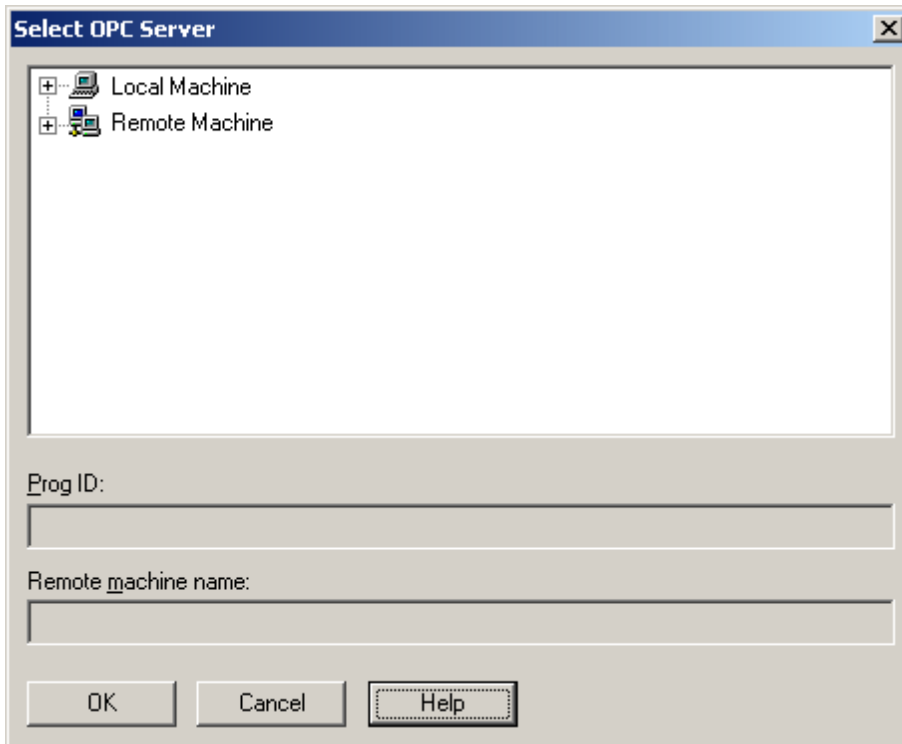 Select OPC Server
Local Machine
Remote Machine
Prog ID:
Remote machine name:
OK Cancel Help